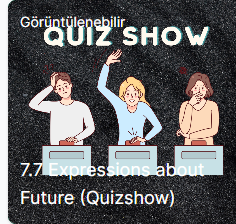 Görüntülenebilir
QUIZ SHOW
7.7 Expressions about
Future (Quizshow)